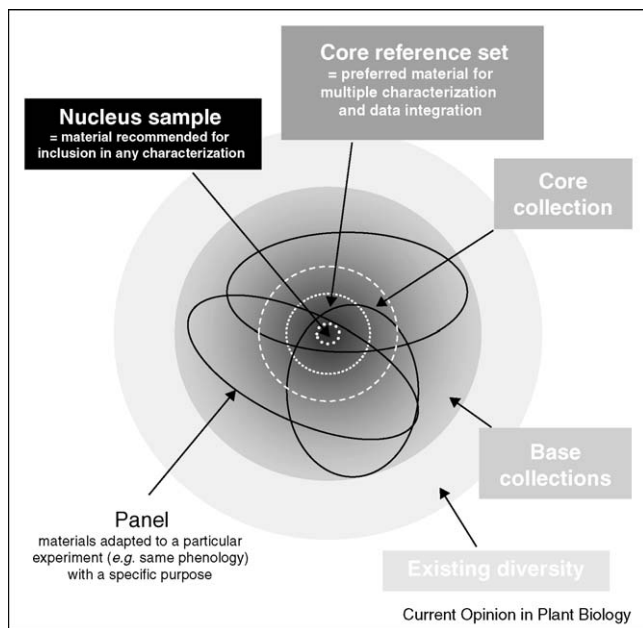 Core reference set
= preferred material for
multiple characterization
and data integration
Nucleus sample
= material recommended for
inclusion in any characterization
Core
collection
Base
collections
Panel
materials adapted to a particular
experiment (e.g. same phenology)
with a specific purpose
Existing diversity
Current Opinion in Plant Biology